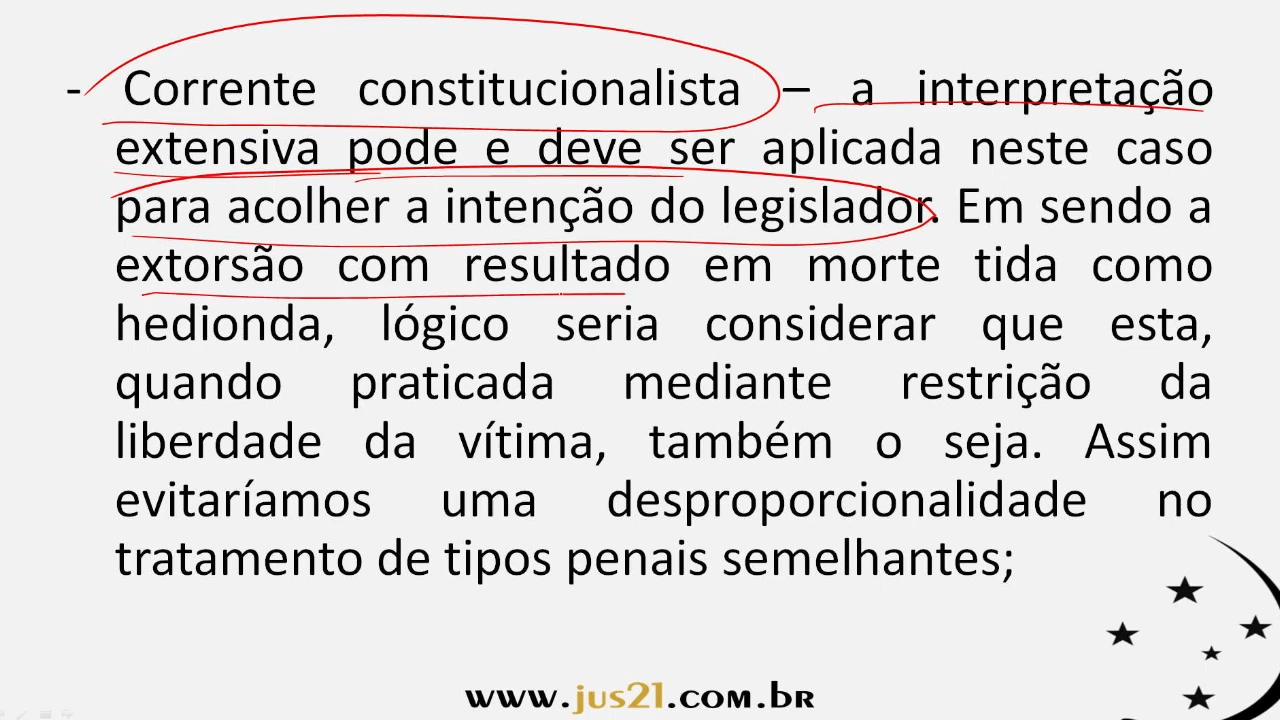 - Corrente constitucionalista – a interpretação
extensiva pode e deve ser aplicada neste caso
para acolher a intenção do legislador. Em sendo a
extorsão com resultado em morte tida como
hedionda, lógico seria considerar que esta,
quando praticada mediante restrição da
liberdade da vítima, também o seja. Assim
evitaríamos uma desproporcionalidade no
tratamento de tipos penais semelhantes;
www.jus21.com.br